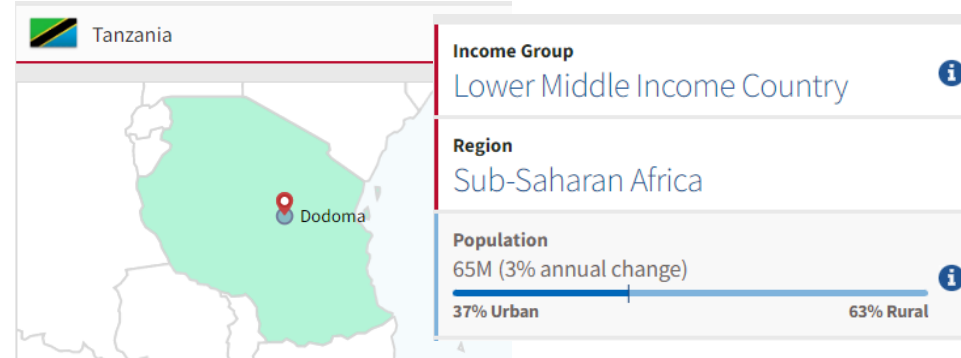 Tanzania
Dodoma
Income Group
Lower Middle Income Country
Region
Sub-Saharan Africa
Population
65M (3% annual change)
37% Urban 63% Rural